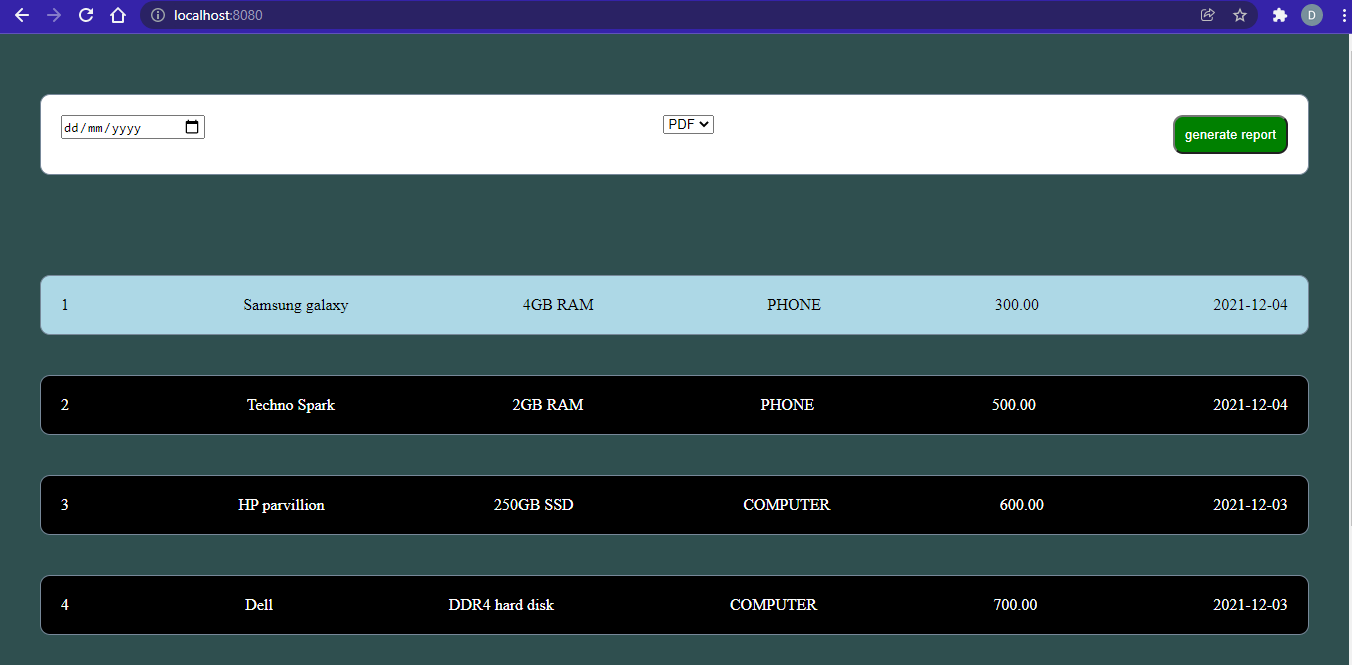 localhost:8080
D
dd/mm/yyyy PDF generate report
1 Samsung galaxy 4GB RAM PHONE 300.00 2021-12-04
2 Techno Spark 2GB RAM PHONE 500.00 2021-12-04
3 HP parvillion 250GB SSD COMPUTER 600.00 2021-12-03
4 Dell DDR4 hard disk COMPUTER 700.00 2021-12-03